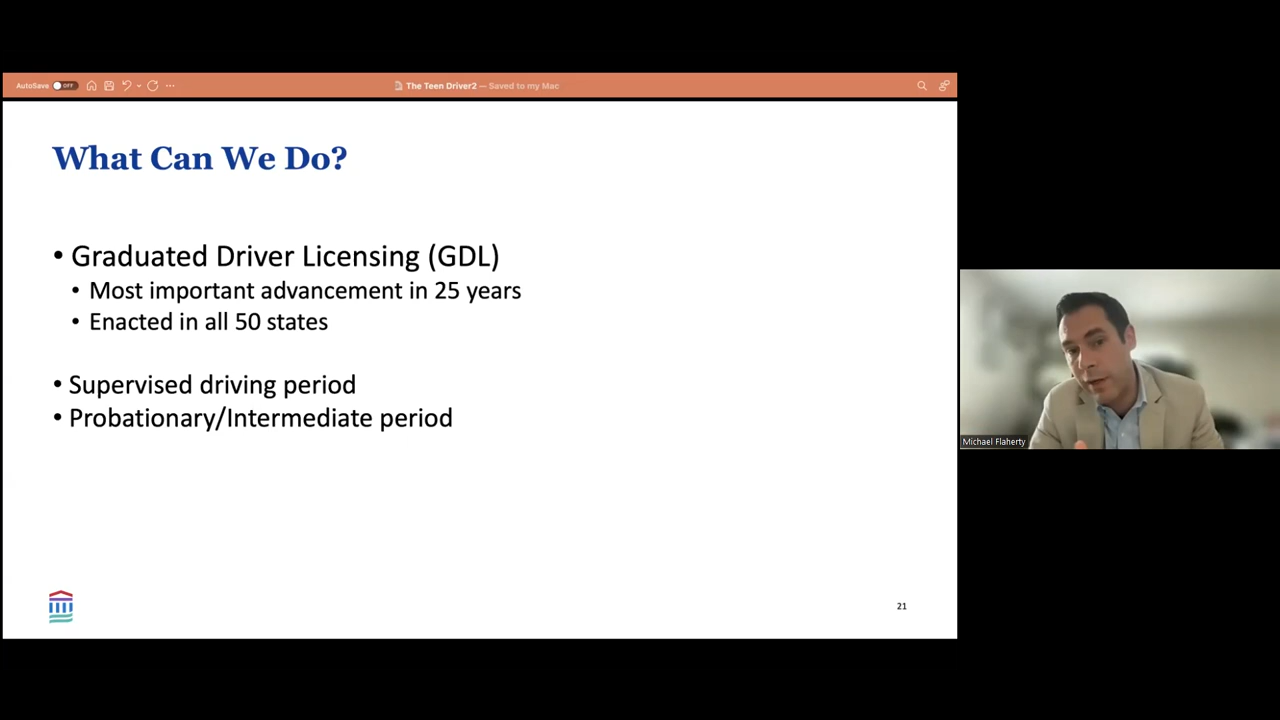 AutoSave OFF
The Teen Driver2 — Saved to my Mac
What Can We Do?
• Graduated Driver Licensing (GDL)
• Most important advancement in 25 years
• Enacted in all 50 states
• Supervised driving period
• Probationary/Intermediate period
Michael Flaherty
21